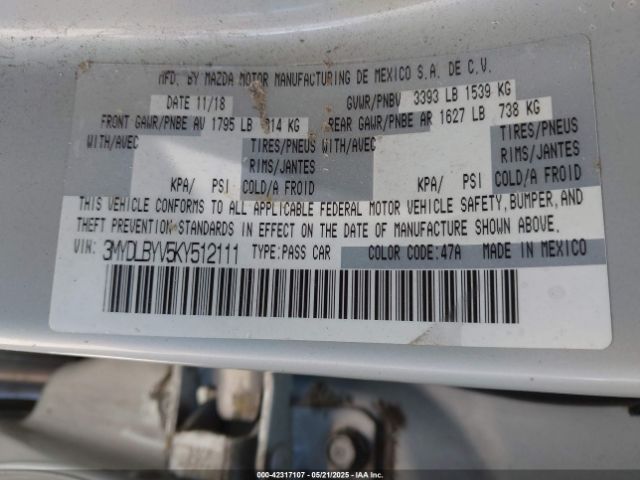 MFD. BY MAZDA MOTOR MANUFACTURING DE MEXICO S.A. DE C.V.
DATE 11/18 GVWR/PNBV 3393 LB 1539 KG
FRONT GAWR/PNBE AV 1795 LB 814 KG REAR GAWR/PNBE AR 1627 LB 738 KG
WITH/AVEC TIRES/PNEUS WITH/AVEC TIRES/PNEUS
RIMS/JANTES RIMS/JANTES
KPA/ PSI COLD/A FROID KPA/ PSI COLD/A FROID
THIS VEHICLE CONFORMS TO ALL APPLICABLE FEDERAL MOTOR VEHICLE SAFETY, BUMPER, AND
THEFT PREVENTION STANDARDS IN EFFECT ON THE DATE OF MANUFACTURE SHOWN ABOVE.
VIN: 3MYDLBYV5KY512111 TYPE:PASS CAR COLOR CODE:47A MADE IN MEXICO
000-42317107 - 05/21/2025 - IAA.com